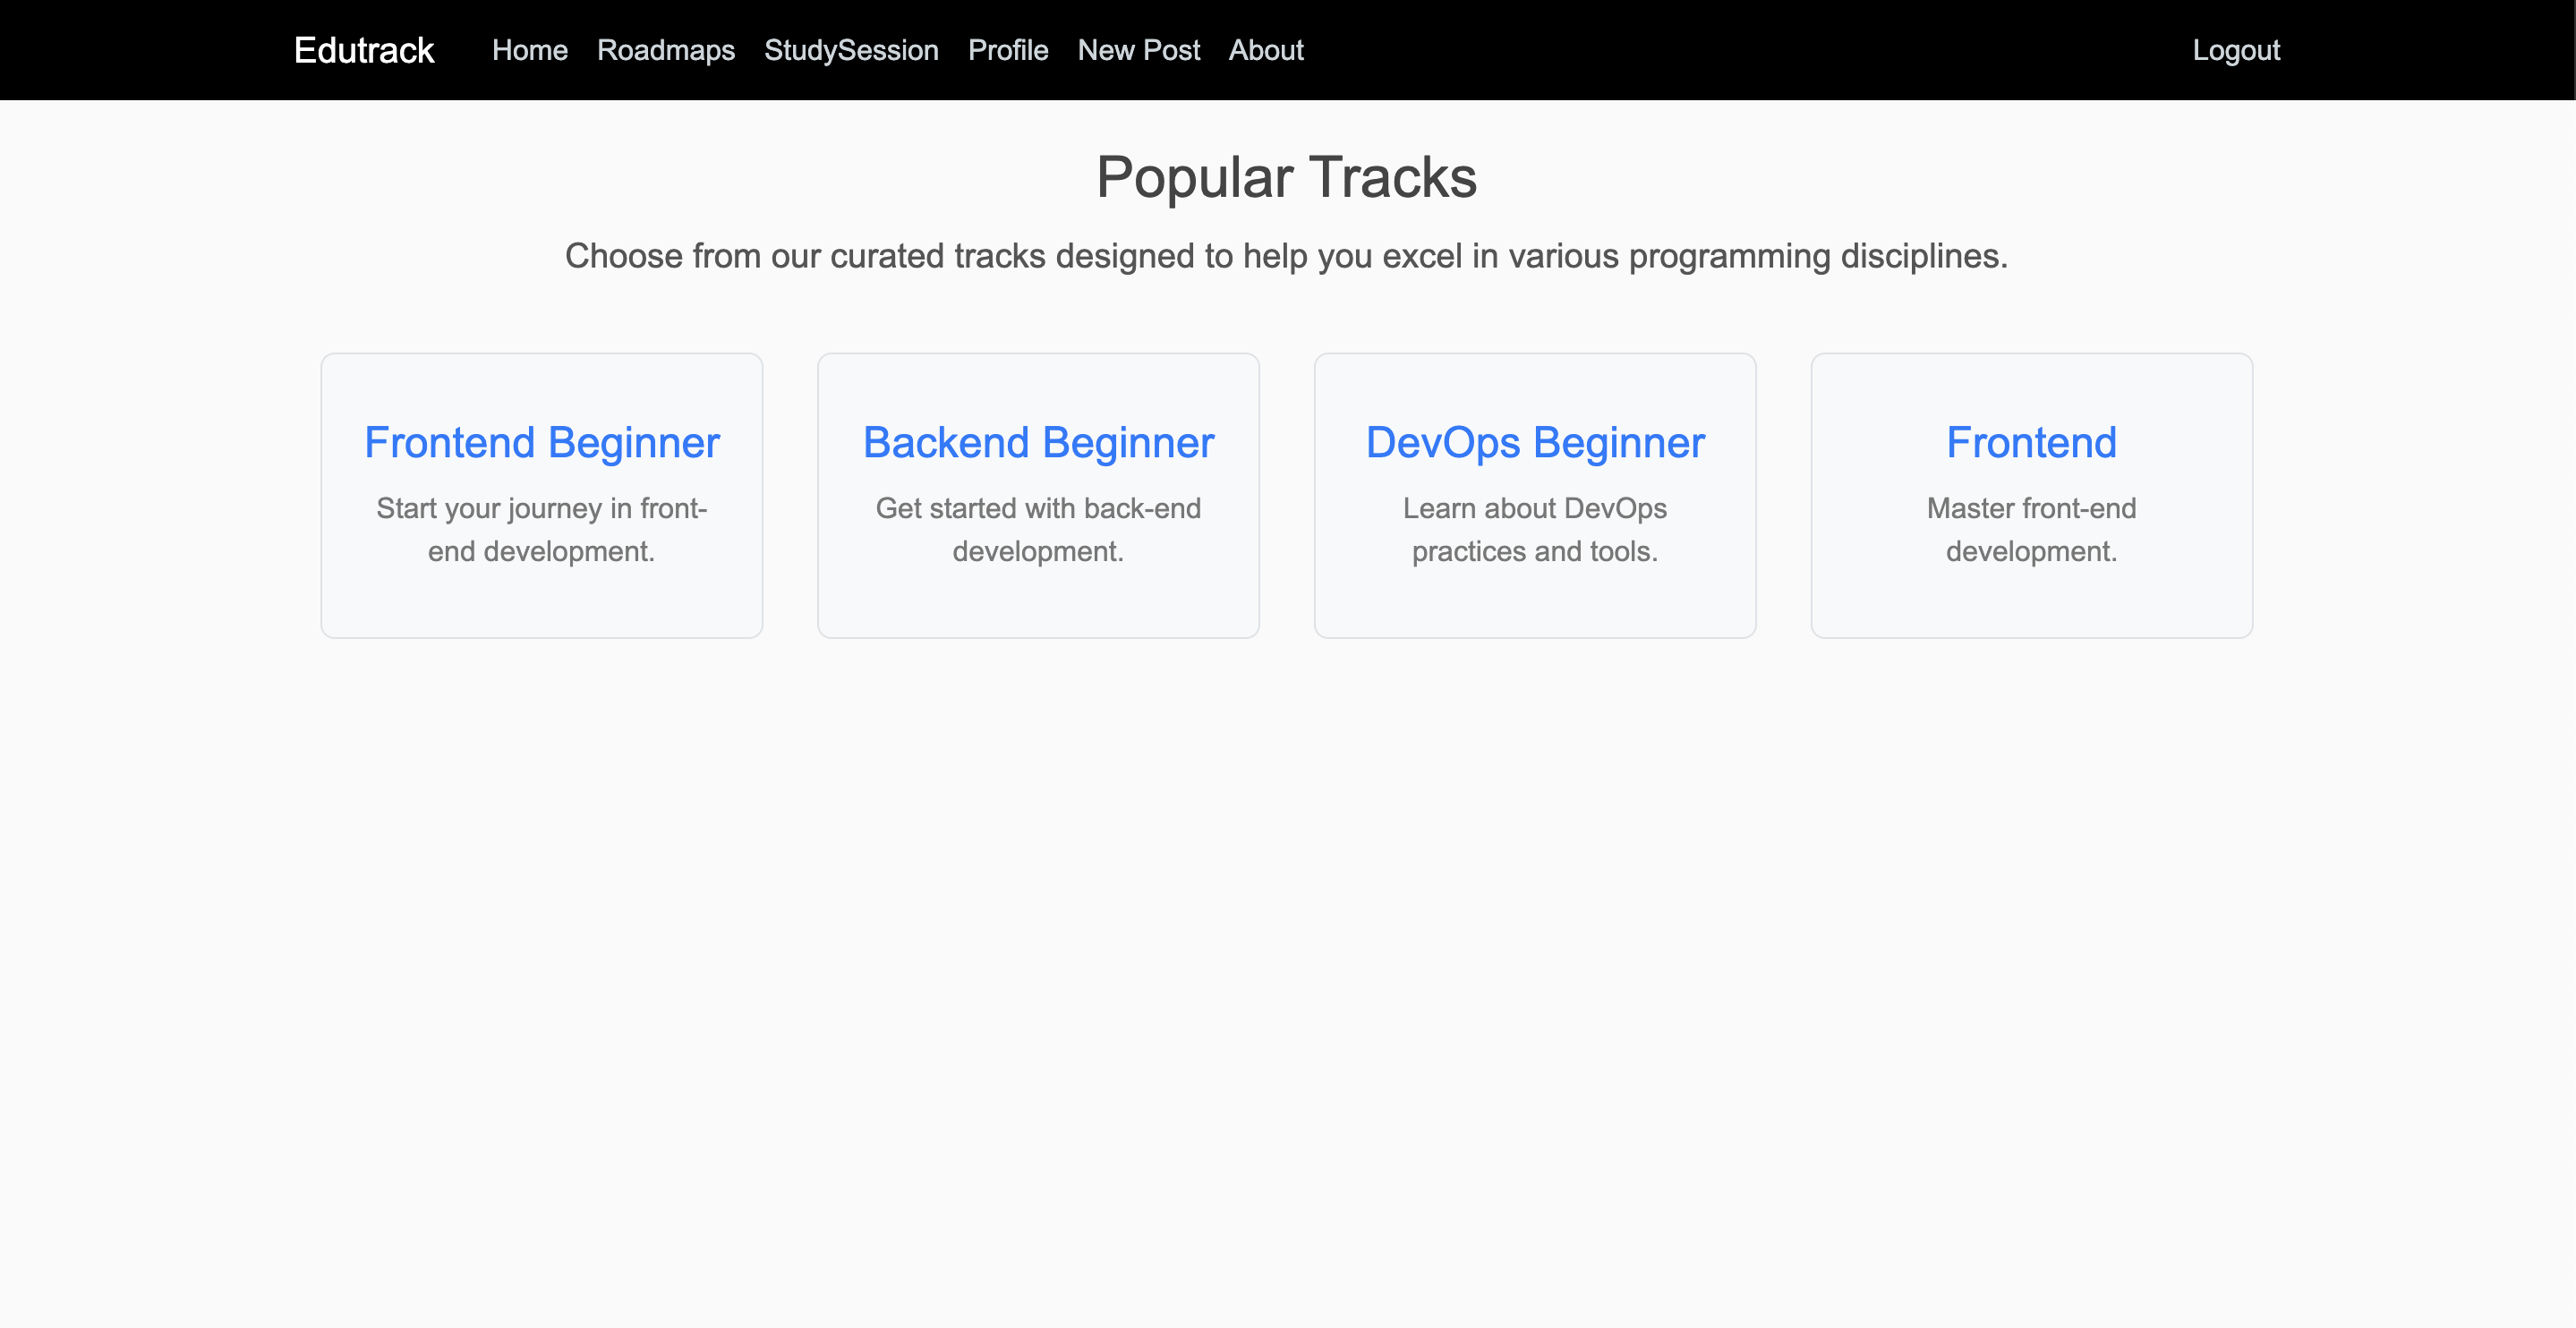 Edutrack Home Roadmaps StudySession Profile New Post About Logout
Popular Tracks
Choose from our curated tracks designed to help you excel in various programming disciplines.
Frontend Beginner
Start your journey in front-
end development.
Backend Beginner
Get started with back-end
development.
DevOps Beginner
Learn about DevOps
practices and tools.
Frontend
Master front-end
development.